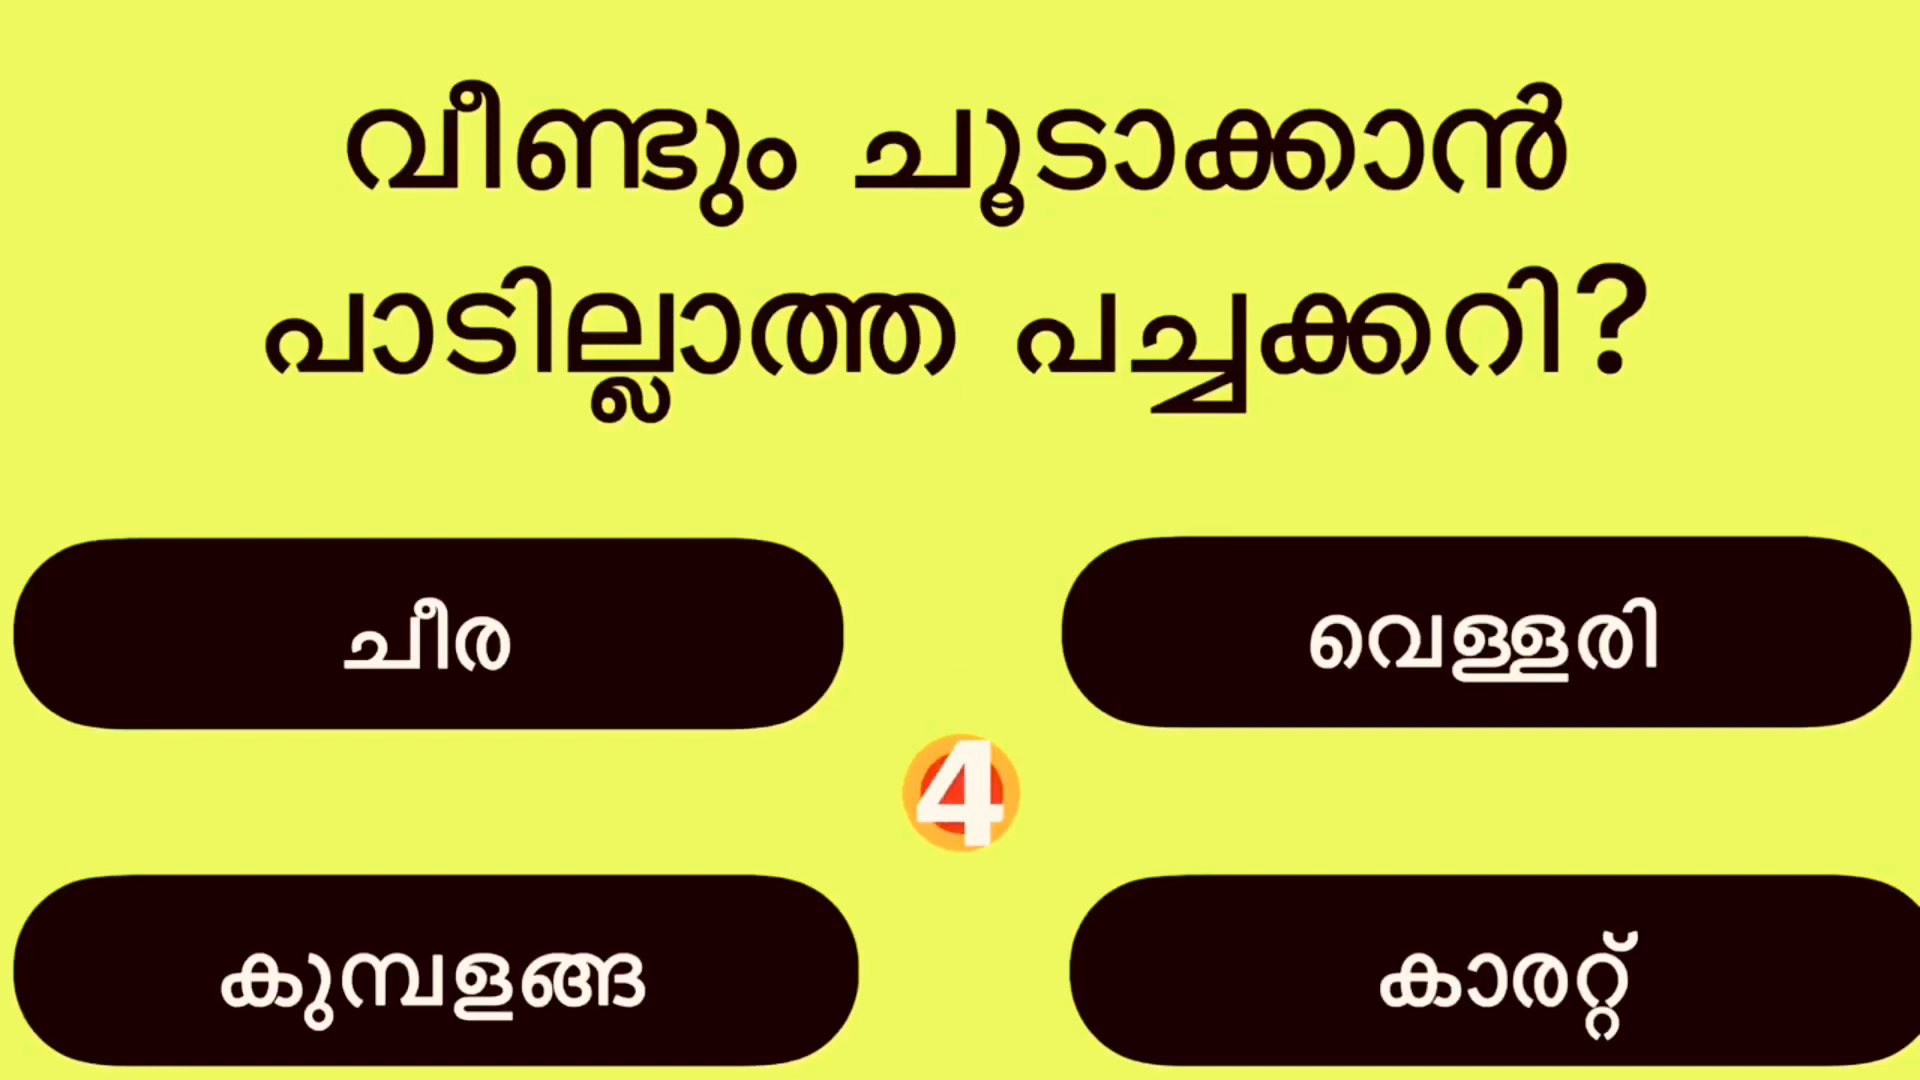 വീണ്ടും ചൂടാക്കാൻ
പാടില്ലാത്ത പച്ചക്കറി?
ചീര
വെള്ളരി
4
കുമ്പളങ്ങ
കാരറ്റ്